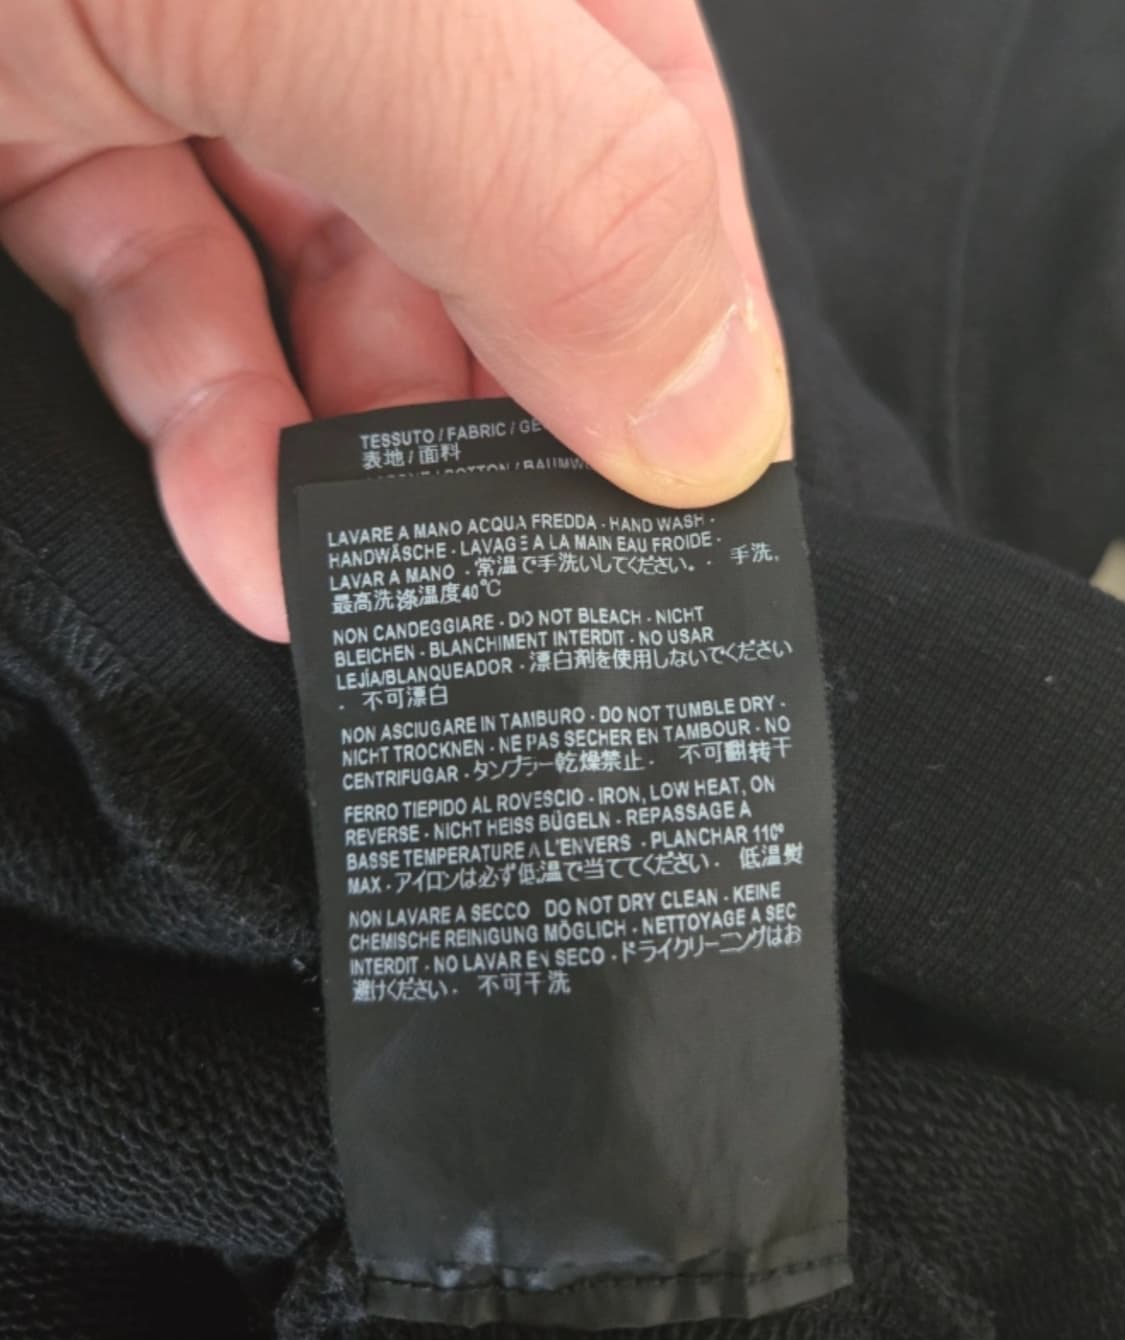 TESSUTO / FABRIC / GE
表地 / 面料
COTTON / BAUMW
LAVARE A MANO ACQUA FREDDA - HAND WASH -
HANDWÄSCHE - LAVAGE A LA MAIN EAU FROIDE -
LAVAR A MANO - 常温で手洗いしてください。 - 手洗,
最高洗涤温度40℃
NON CANDEGGIARE - DO NOT BLEACH - NICHT
BLEICHEN - BLANCHIMENT INTERDIT - NO USAR
LEJÍA/BLANQUEADOR - 漂白剤を使用しないでください
- 不可漂白
NON ASCIUGARE IN TAMBURO - DO NOT TUMBLE DRY -
NICHT TROCKNEN - NE PAS SECHER EN TAMBOUR - NO
CENTRIFUGAR - タンブラー乾燥禁止 - 不可翻转干
FERRO TIEPIDO AL ROVESCIO - IRON, LOW HEAT, ON
REVERSE - NICHT HEISS BÜGELN - REPASSAGE A
BASSE TEMPERATURE A L'ENVERS - PLANCHAR 110°
MAX - アイロンは必ず低温で当ててください - 低温熨
NON LAVARE A SECCO DO NOT DRY CLEAN - KEINE
CHEMISCHE REINIGUNG MÖGLICH - NETTOYAGE A SEC
INTERDIT - NO LAVAR EN SECO - ドライクリーニングはお
避けください - 不可干洗